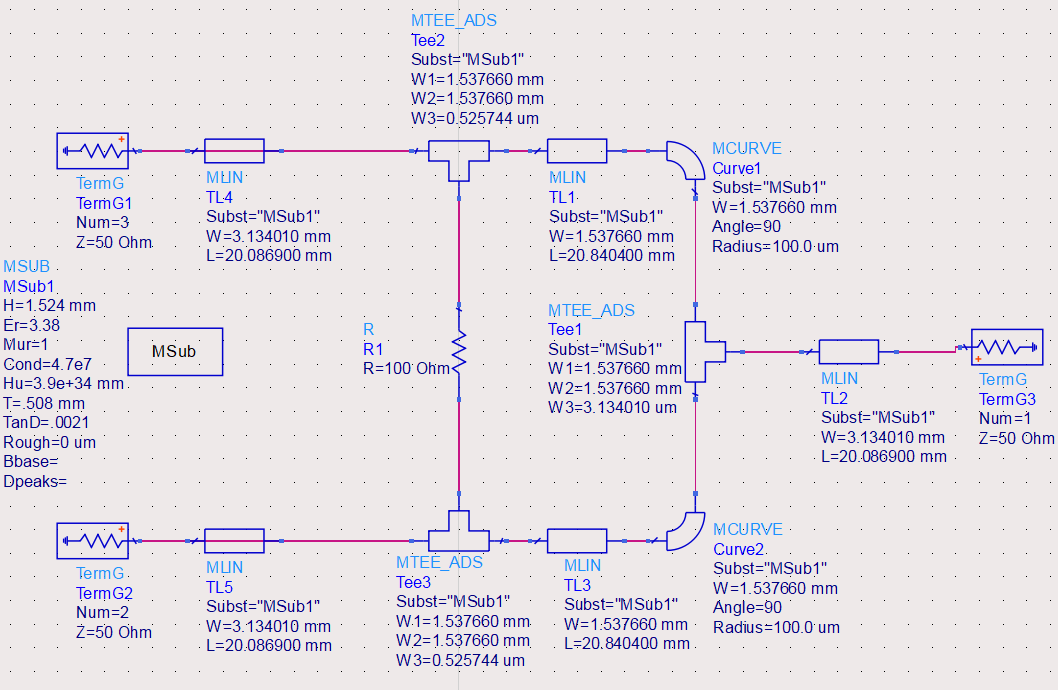 MTEE_ADS
Tee2
Subst="MSub1"
W1=1.537660 mm
W2=1.537660 mm
W3=0.525744 um
TermG
TermG1
Num=3
Z=50 Ohm
MLIN
TL4
Subst="MSub1"
W=3.134010 mm
L=20.086900 mm
MLIN
TL1
Subst="MSub1"
W=1.537660 mm
L=20.840400 mm
MCURVE
Curve1
Subst="MSub1"
W=1.537660 mm
Angle=90
Radius=100.0 um
MSUB
MSub1
H=1.524 mm
Er=3.38
Mur=1
Cond=4.7e7
Hu=3.9e+34 mm
T=.508 mm
TanD=.0021
Rough=0 um
Bbase=
Dpeaks=
MSub
R
R1
R=100 Ohm
MTEE_ADS
Tee1
Subst="MSub1"
W1=1.537660 mm
W2=1.537660 mm
W3=3.134010 um
MLIN
TL2
Subst="MSub1"
W=3.134010 mm
L=20.086900 mm
TermG
TermG3
Num=1
Z=50 Ohm
TermG
TermG2
Num=2
Z=50 Ohm
MLIN
TL5
Subst="MSub1"
W=3.134010 mm
L=20.086900 mm
MTEE_ADS
Tee3
Subst="MSub1"
W1=1.537660 mm
W2=1.537660 mm
W3=0.525744 um
MLIN
TL3
Subst="MSub1"
W=1.537660 mm
L=20.840400 mm
MCURVE
Curve2
Subst="MSub1"
W=1.537660 mm
Angle=90
Radius=100.0 um